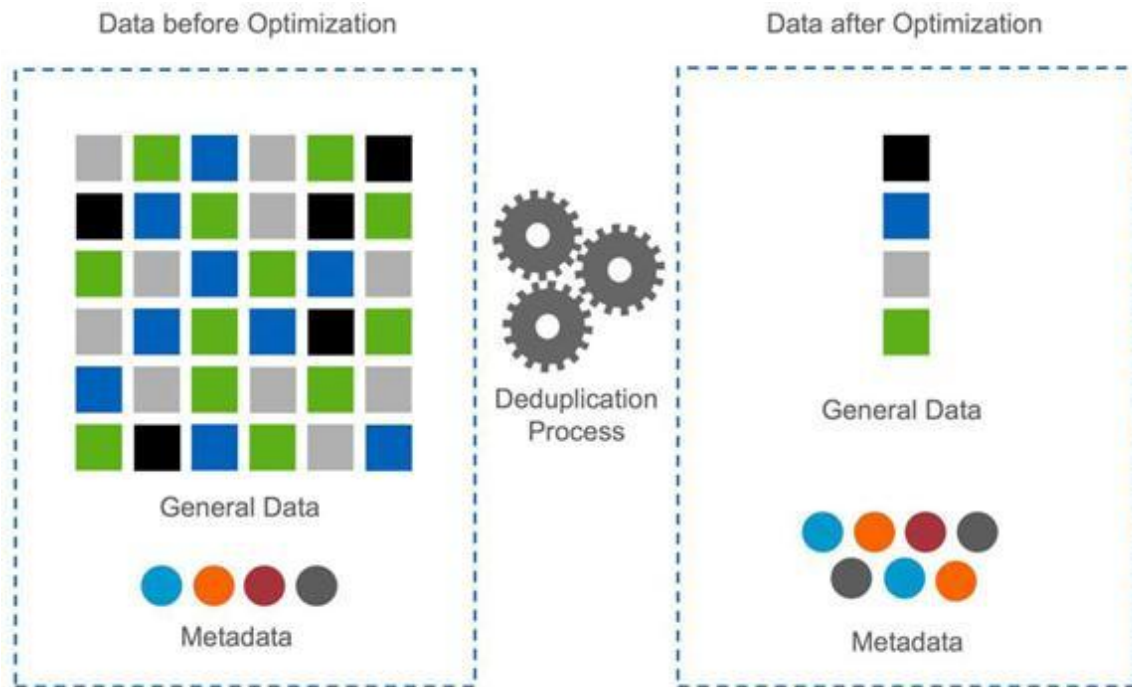 Data before Optimization
Data after Optimization
Deduplication
Process
General Data
General Data
Metadata
Metadata